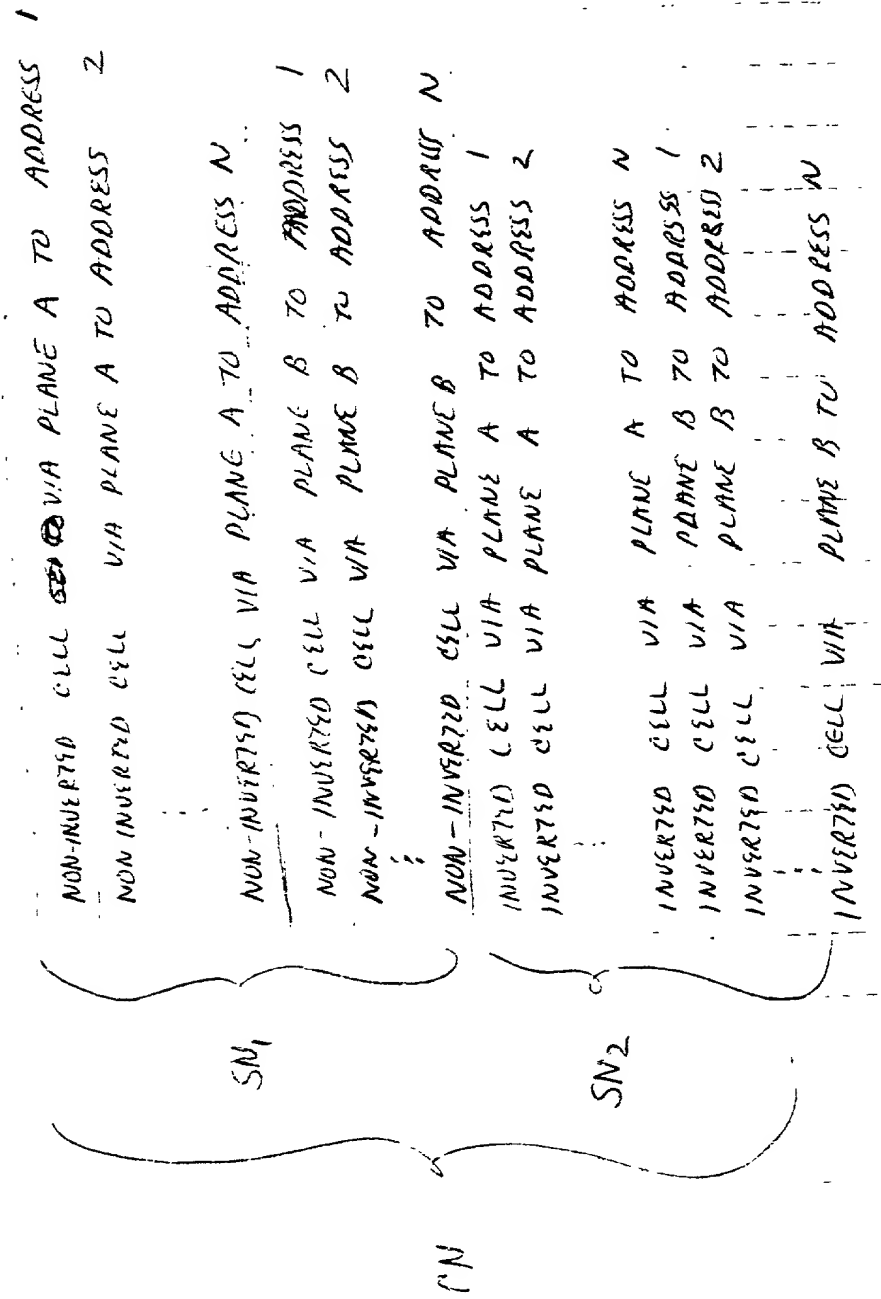 NON-INVERTED CELL VIA PLANE A TO ADDRESS 1
NON INVERTED CELL VIA PLANE A TO ADDRESS 2
:
NON-INVERTED CELL VIA PLANE A TO ADDRESS N
SN1
NON-INVERTED CELL VIA PLANE B TO ADDRESS 1
NON-INVERTED CELL VIA PLANE B TO ADDRESS 2
:
NON-INVERTED CELL VIA PLANE B TO ADDRESS N
CN
INVERTED CELL VIA PLANE A TO ADDRESS 1
INVERTED CELL VIA PLANE A TO ADDRESS 2
:
SN2
INVERTED CELL VIA PLANE A TO ADDRESS N
INVERTED CELL VIA PLANE B TO ADDRESS 1
INVERTED CELL VIA PLANE B TO ADDRESS 2
:
INVERTED CELL VIA PLANE B TO ADDRESS N